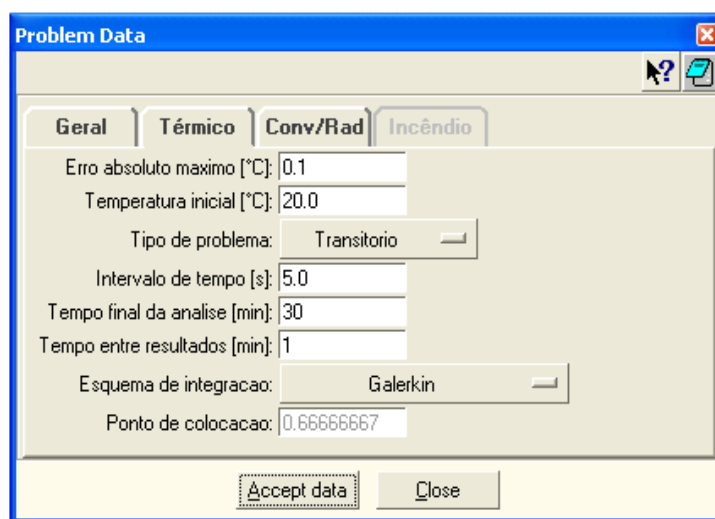 Problem Data
?
Geral Térmico Conv/Rad Incêndio
Erro absoluto maximo [°C]: 0.1
Temperatura inicial [°C]: 20.0
Tipo de problema: Transitorio
Intervalo de tempo [s]: 5.0
Tempo final da analise [min]: 30
Tempo entre resultados [min]: 1
Esquema de integracao: Galerkin
Ponto de colocacao: 0.66666667
Accept data Close